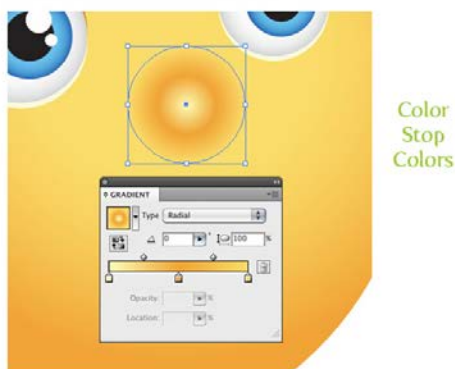 Color
Stop
Colors
GRADIENT
Type Radial
0 ° 100 %
Opacity: %
Location: %